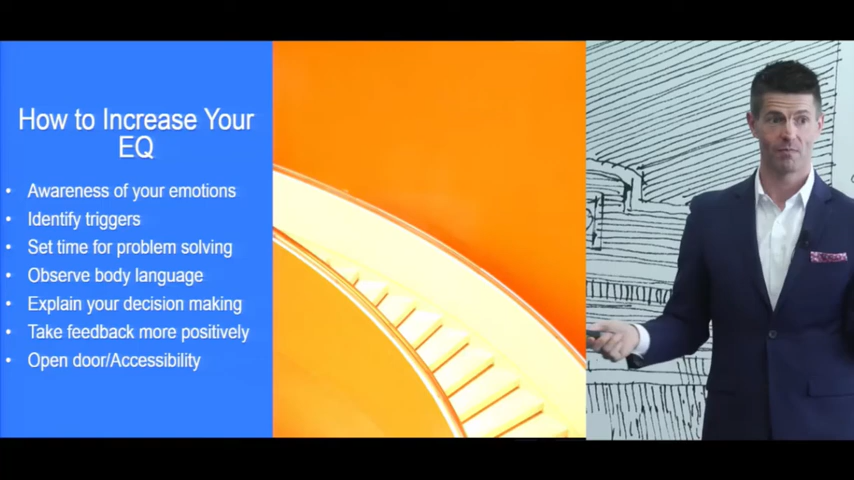 How to Increase Your
EQ
• Awareness of your emotions
• Identify triggers
• Set time for problem solving
• Observe body language
• Explain your decision making
• Take feedback more positively
• Open door/Accessibility